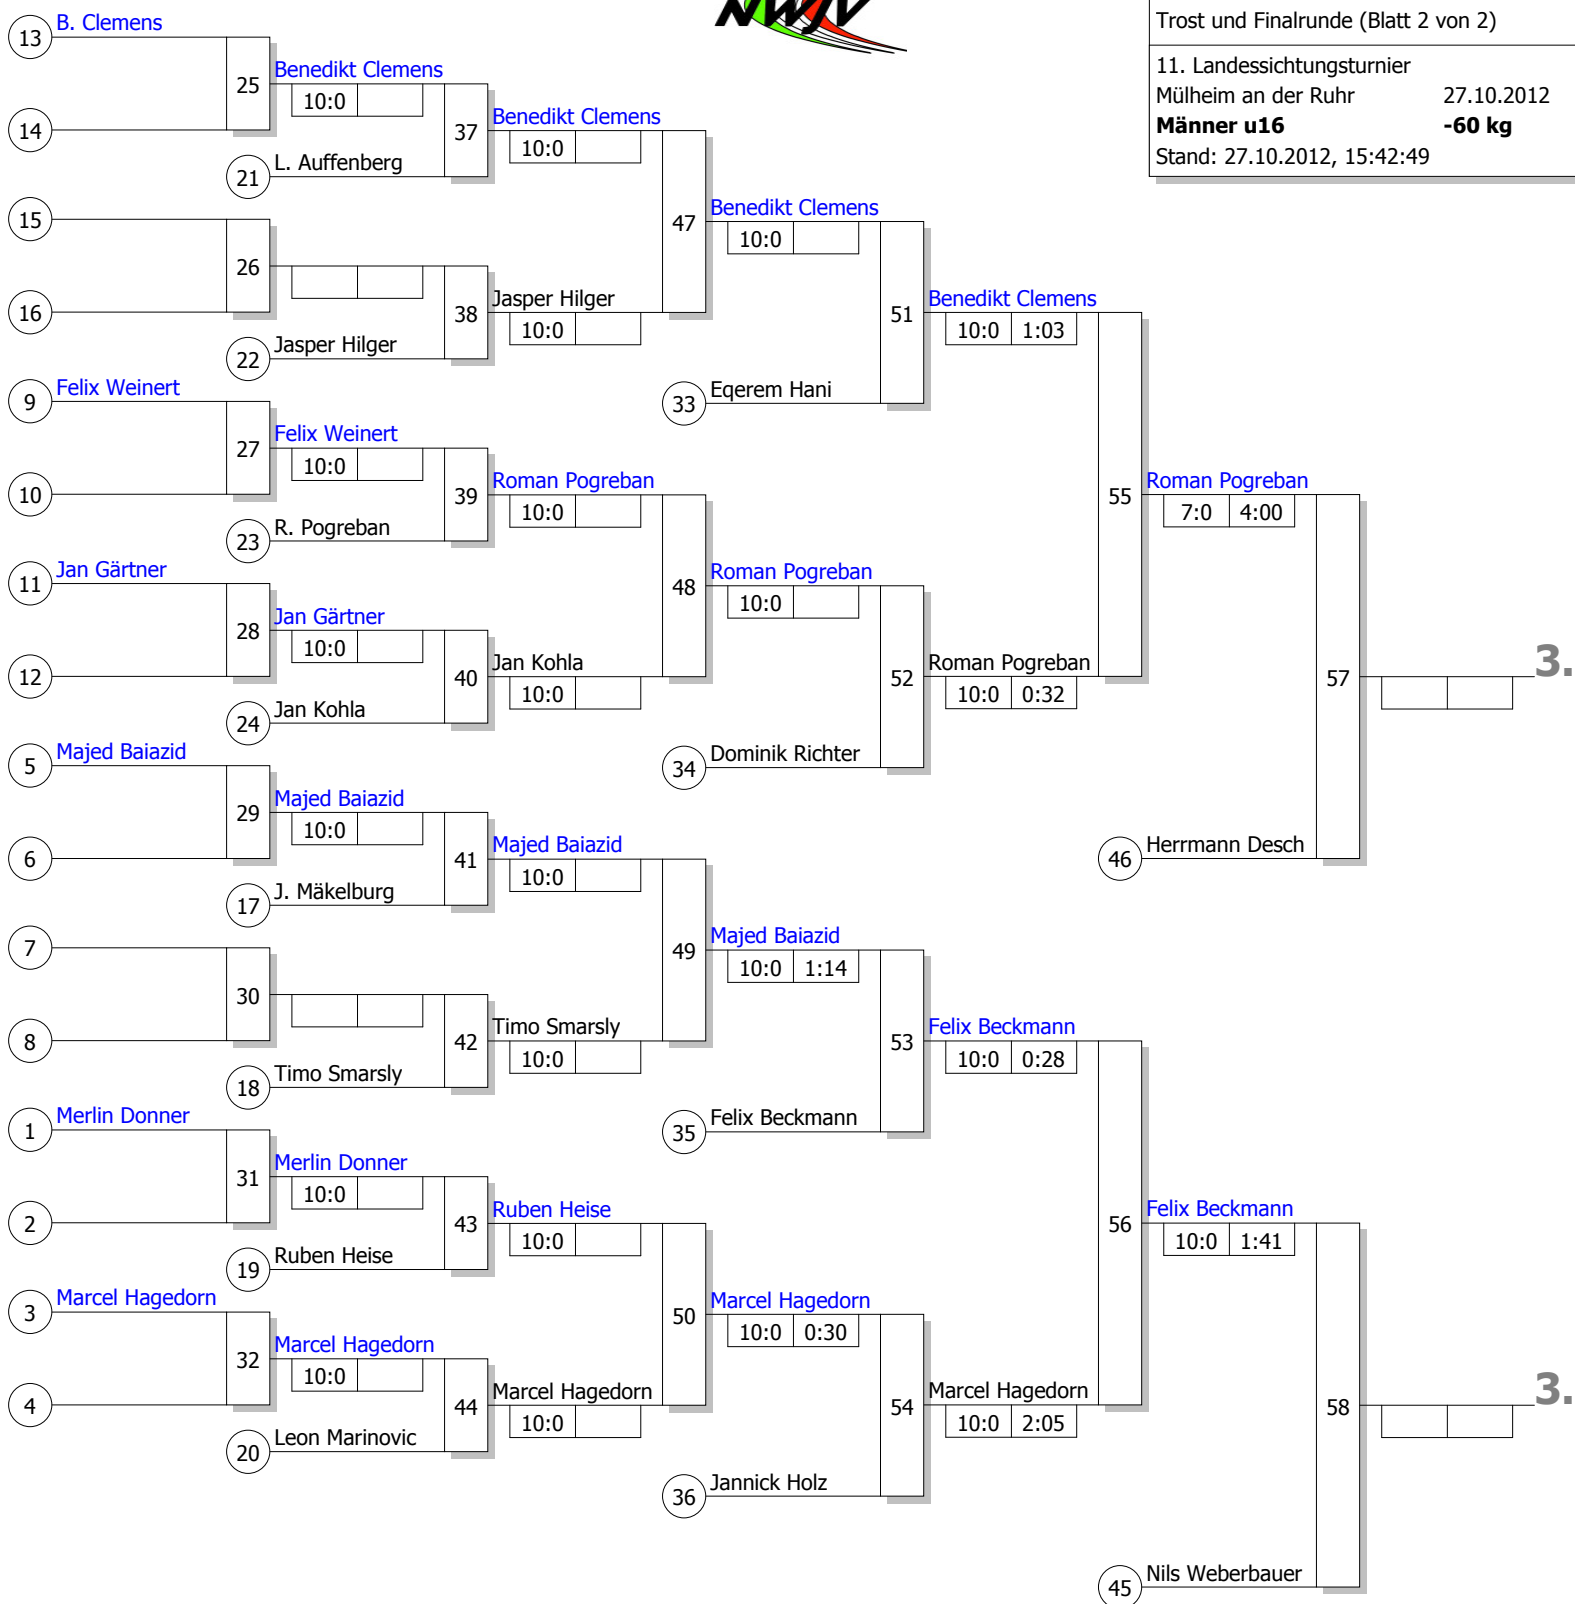 NWJV
Trost und Finalrunde (Blatt 2 von 2)
11. Landessichtungsturnier
Mülheim an der Ruhr 27.10.2012
Männer u16 -60 kg
Stand: 27.10.2012, 15:42:49
13 B. Clemens
25 Benedikt Clemens
10:0
14
37 Benedikt Clemens
10:0
21 L. Auffenberg
15
47 Benedikt Clemens
10:0
26
16
38 Jasper Hilger
10:0
22 Jasper Hilger
51 Benedikt Clemens
10:0 1:03
33 Eqerem Hani
9 Felix Weinert
27 Felix Weinert
10:0
10
39 Roman Pogreban
10:0
23 R. Pogreban
55 Roman Pogreban
7:0 4:00
11 Jan Gärtner
48 Roman Pogreban
10:0
28 Jan Gärtner
10:0
12
40 Jan Kohla
10:0
24 Jan Kohla
52 Roman Pogreban
10:0 0:32
57
3.
34 Dominik Richter
5 Majed Baiazid
29 Majed Baiazid
10:0
6
41 Majed Baiazid
10:0
46 Herrmann Desch
17 J. Mäkelburg
7
49 Majed Baiazid
10:0 1:14
30
8
42 Timo Smarsly
10:0
18 Timo Smarsly
53 Felix Beckmann
10:0 0:28
35 Felix Beckmann
1 Merlin Donner
31 Merlin Donner
10:0
2
43 Ruben Heise
10:0
19 Ruben Heise
56 Felix Beckmann
10:0 1:41
3 Marcel Hagedorn
50 Marcel Hagedorn
10:0 0:30
32 Marcel Hagedorn
10:0
4
44 Marcel Hagedorn
10:0
20 Leon Marinovic
54 Marcel Hagedorn
10:0 2:05
58
3.
36 Jannick Holz
45 Nils Weberbauer